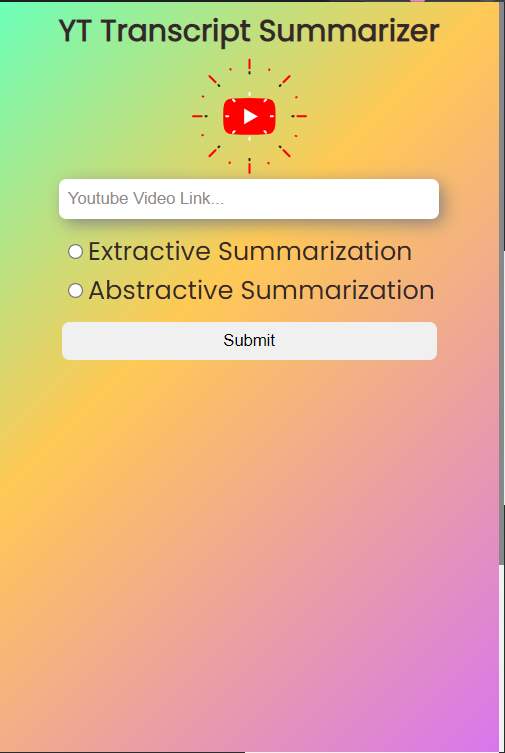 YT Transcript Summarizer
Youtube Video Link...
Extractive Summarization
Abstractive Summarization
Submit